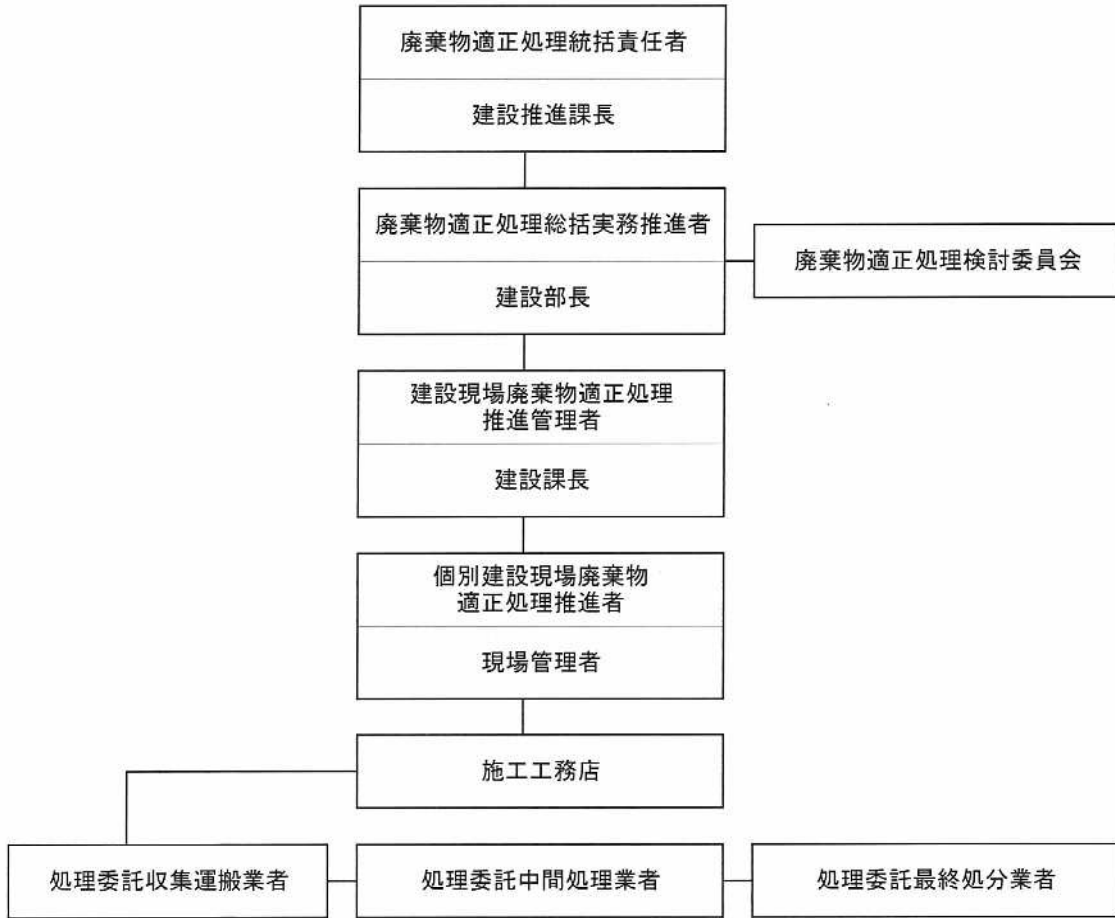 廃棄物適正処理統括責任者
建設推進課長
廃棄物適正処理総括実務推進者
建設部長
廃棄物適正処理検討委員会
建設現場廃棄物適正処理
推進管理者
建設課長
個別建設現場廃棄物
適正処理推進者
現場管理者
施工工務店
処理委託収集運搬業者
処理委託中間処理業者
処理委託最終処分業者